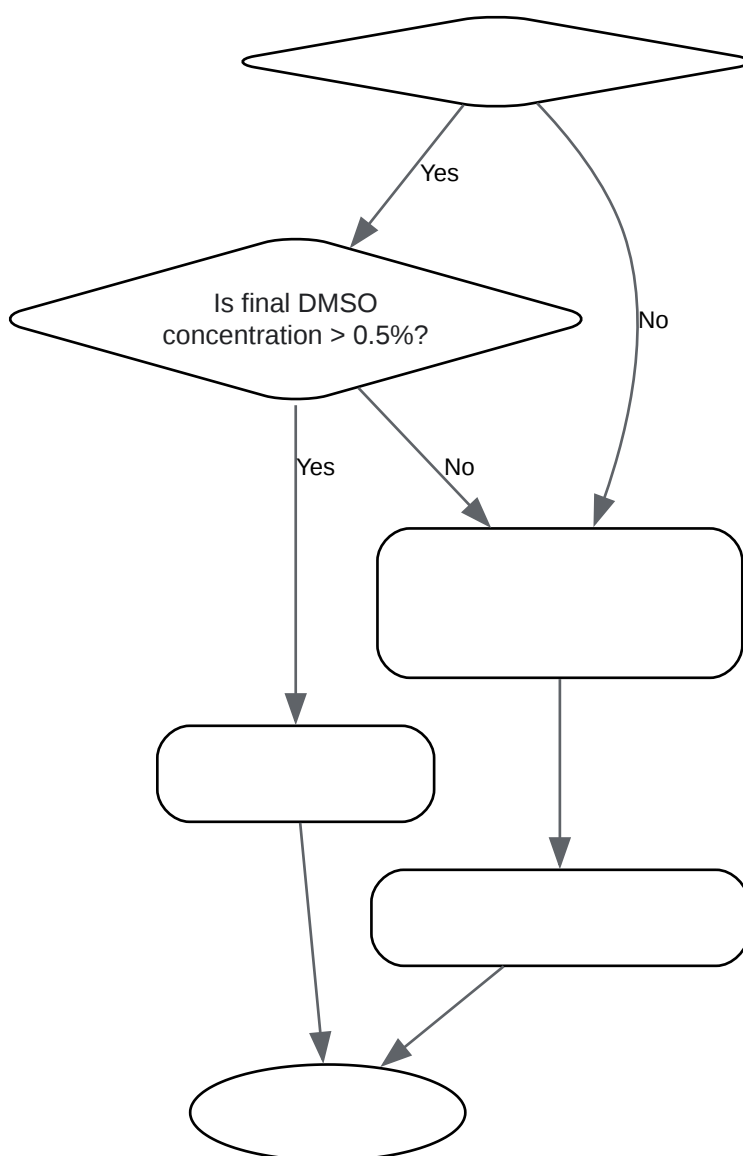 Yes
Is final DMSO
concentration > 0.5%?
No
Yes
No